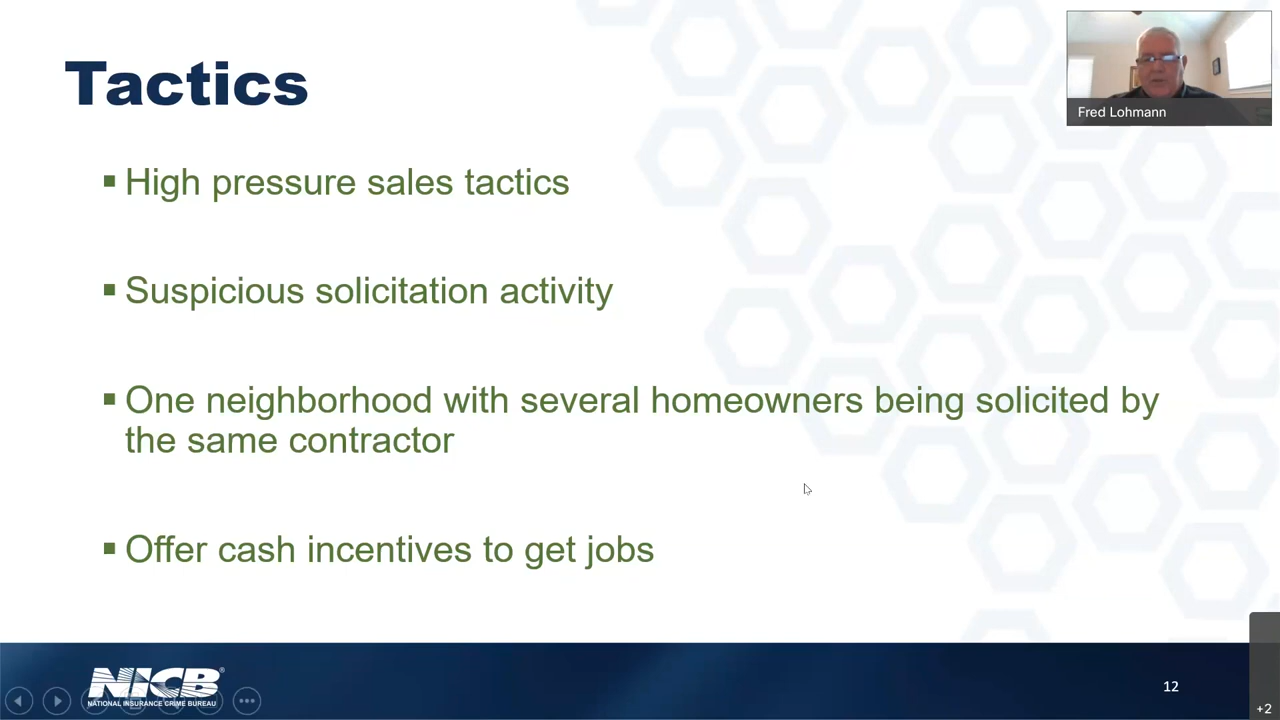 Tactics
Fred Lohmann
▪ High pressure sales tactics
▪ Suspicious solicitation activity
▪ One neighborhood with several homeowners being solicited by
the same contractor
▪ Offer cash incentives to get jobs
NICB®
NATIONAL INSURANCE CRIME BUREAU
12
+2